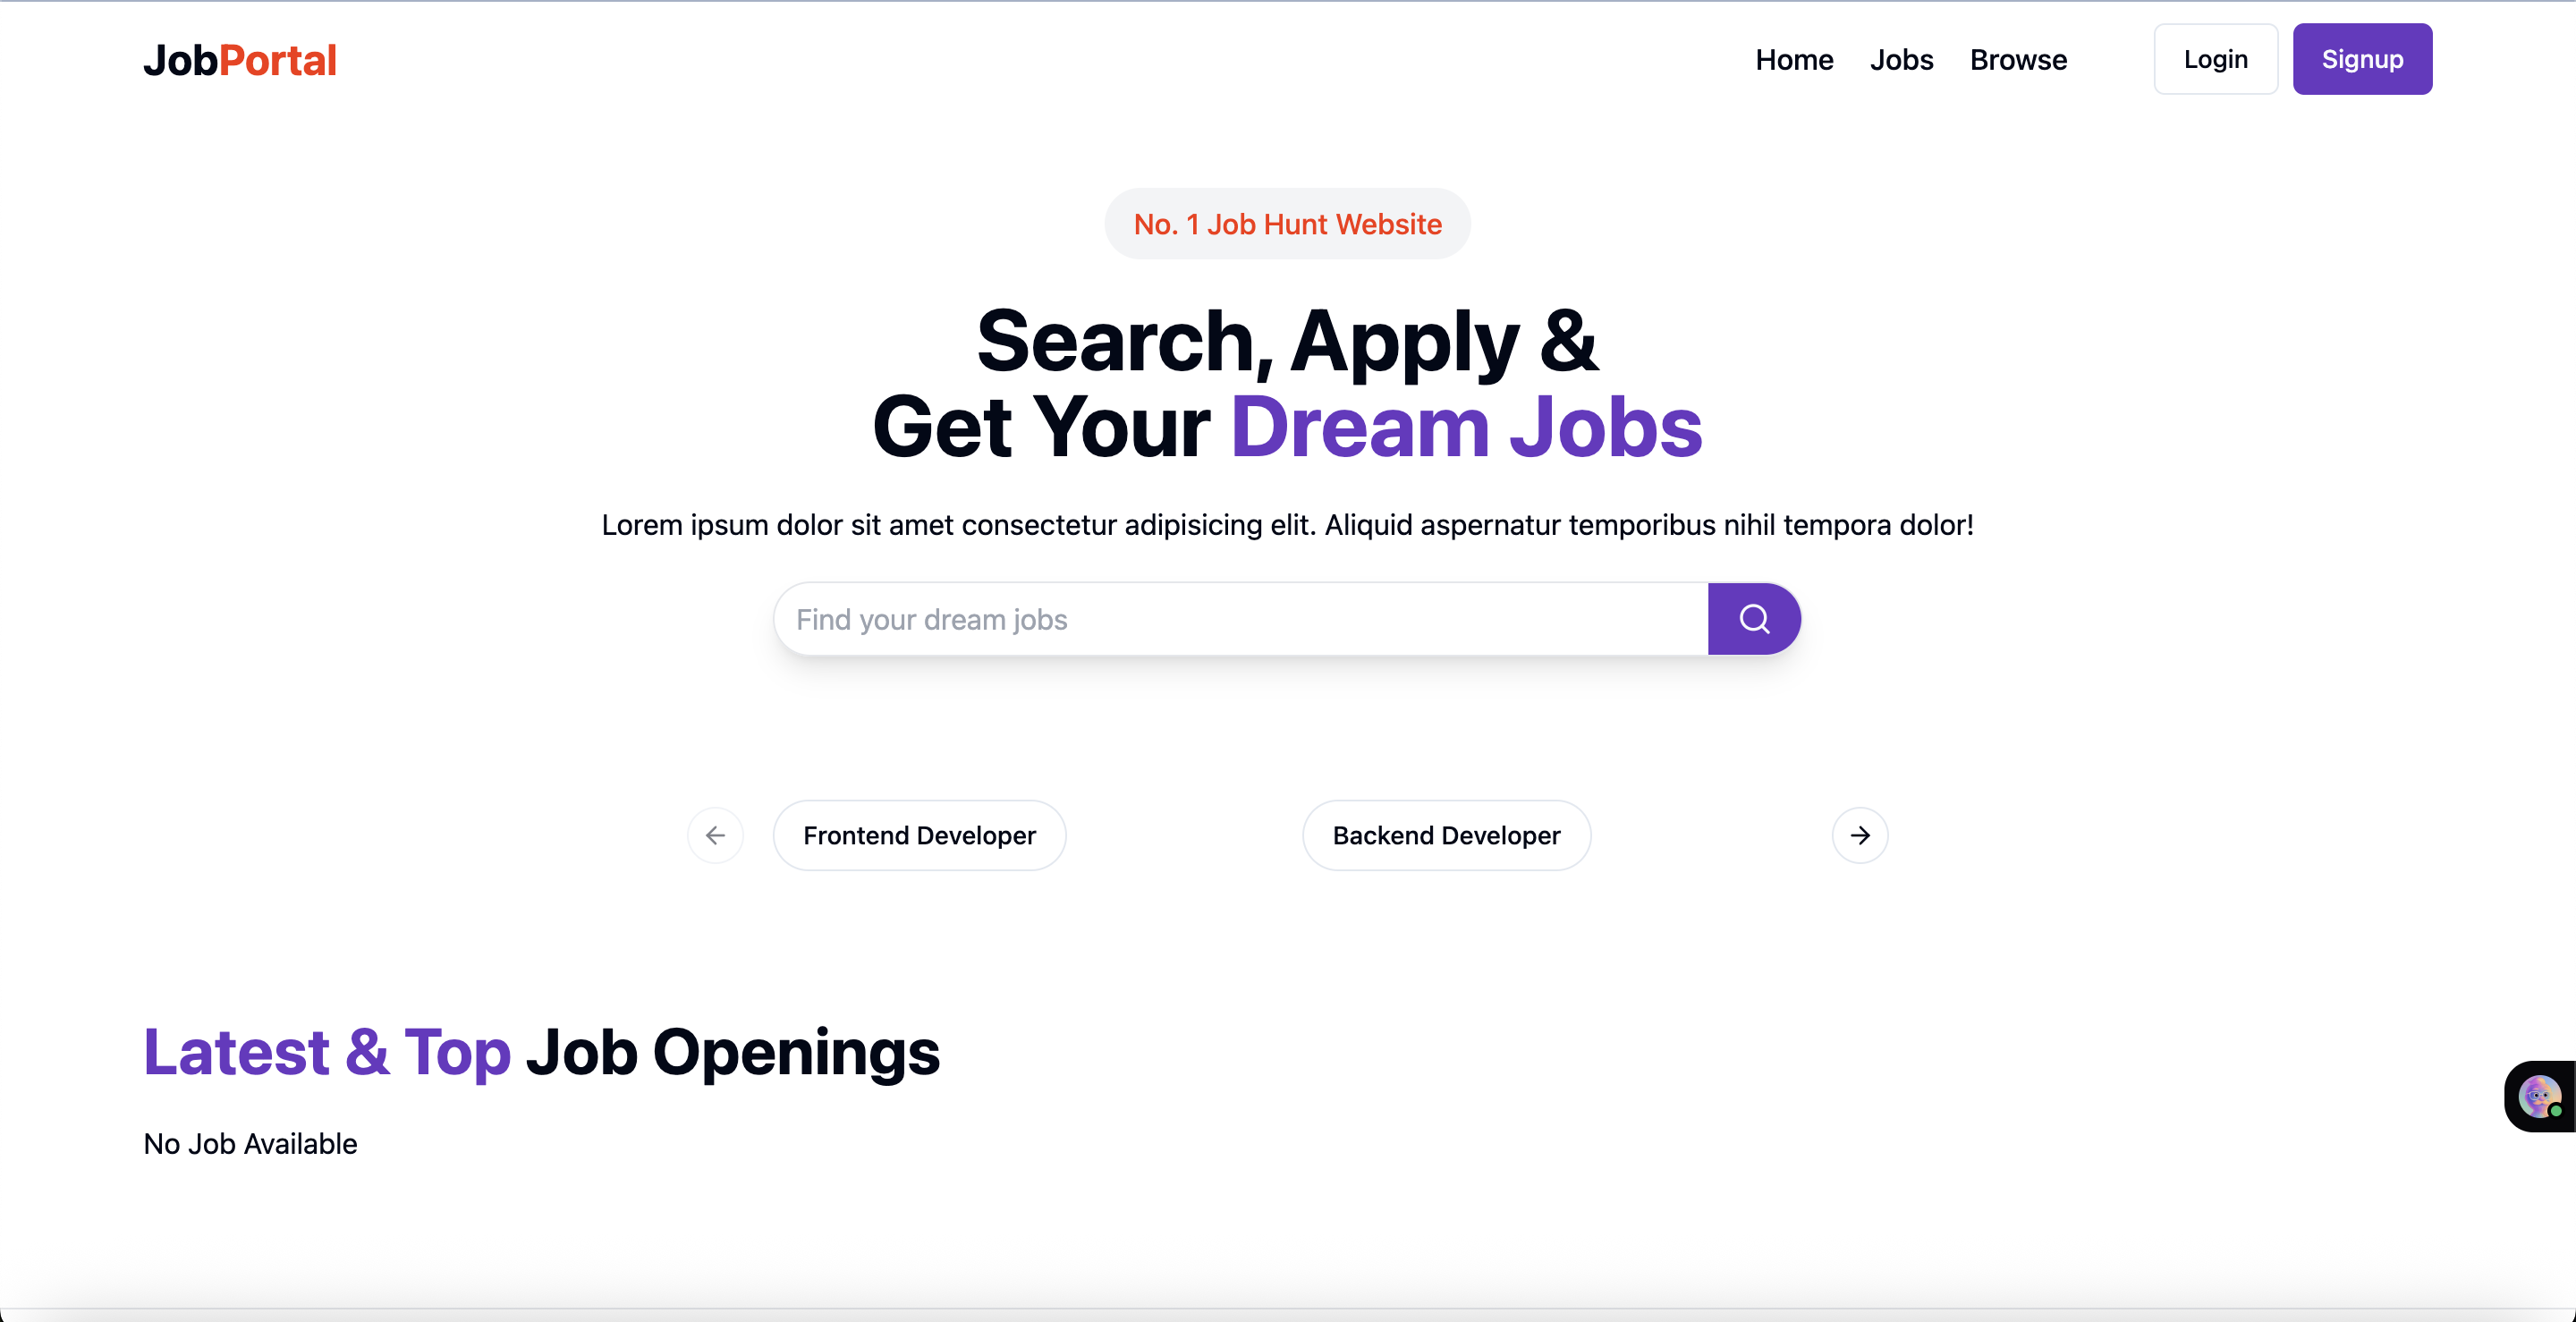 JobPortal
Home
Jobs
Browse
Login
Signup
No. 1 Job Hunt Website
Search, Apply &
Get Your Dream Jobs
Lorem ipsum dolor sit amet consectetur adipisicing elit. Aliquid aspernatur temporibus nihil tempora dolor!
Find your dream jobs
Frontend Developer
Backend Developer
Latest & Top Job Openings
No Job Available